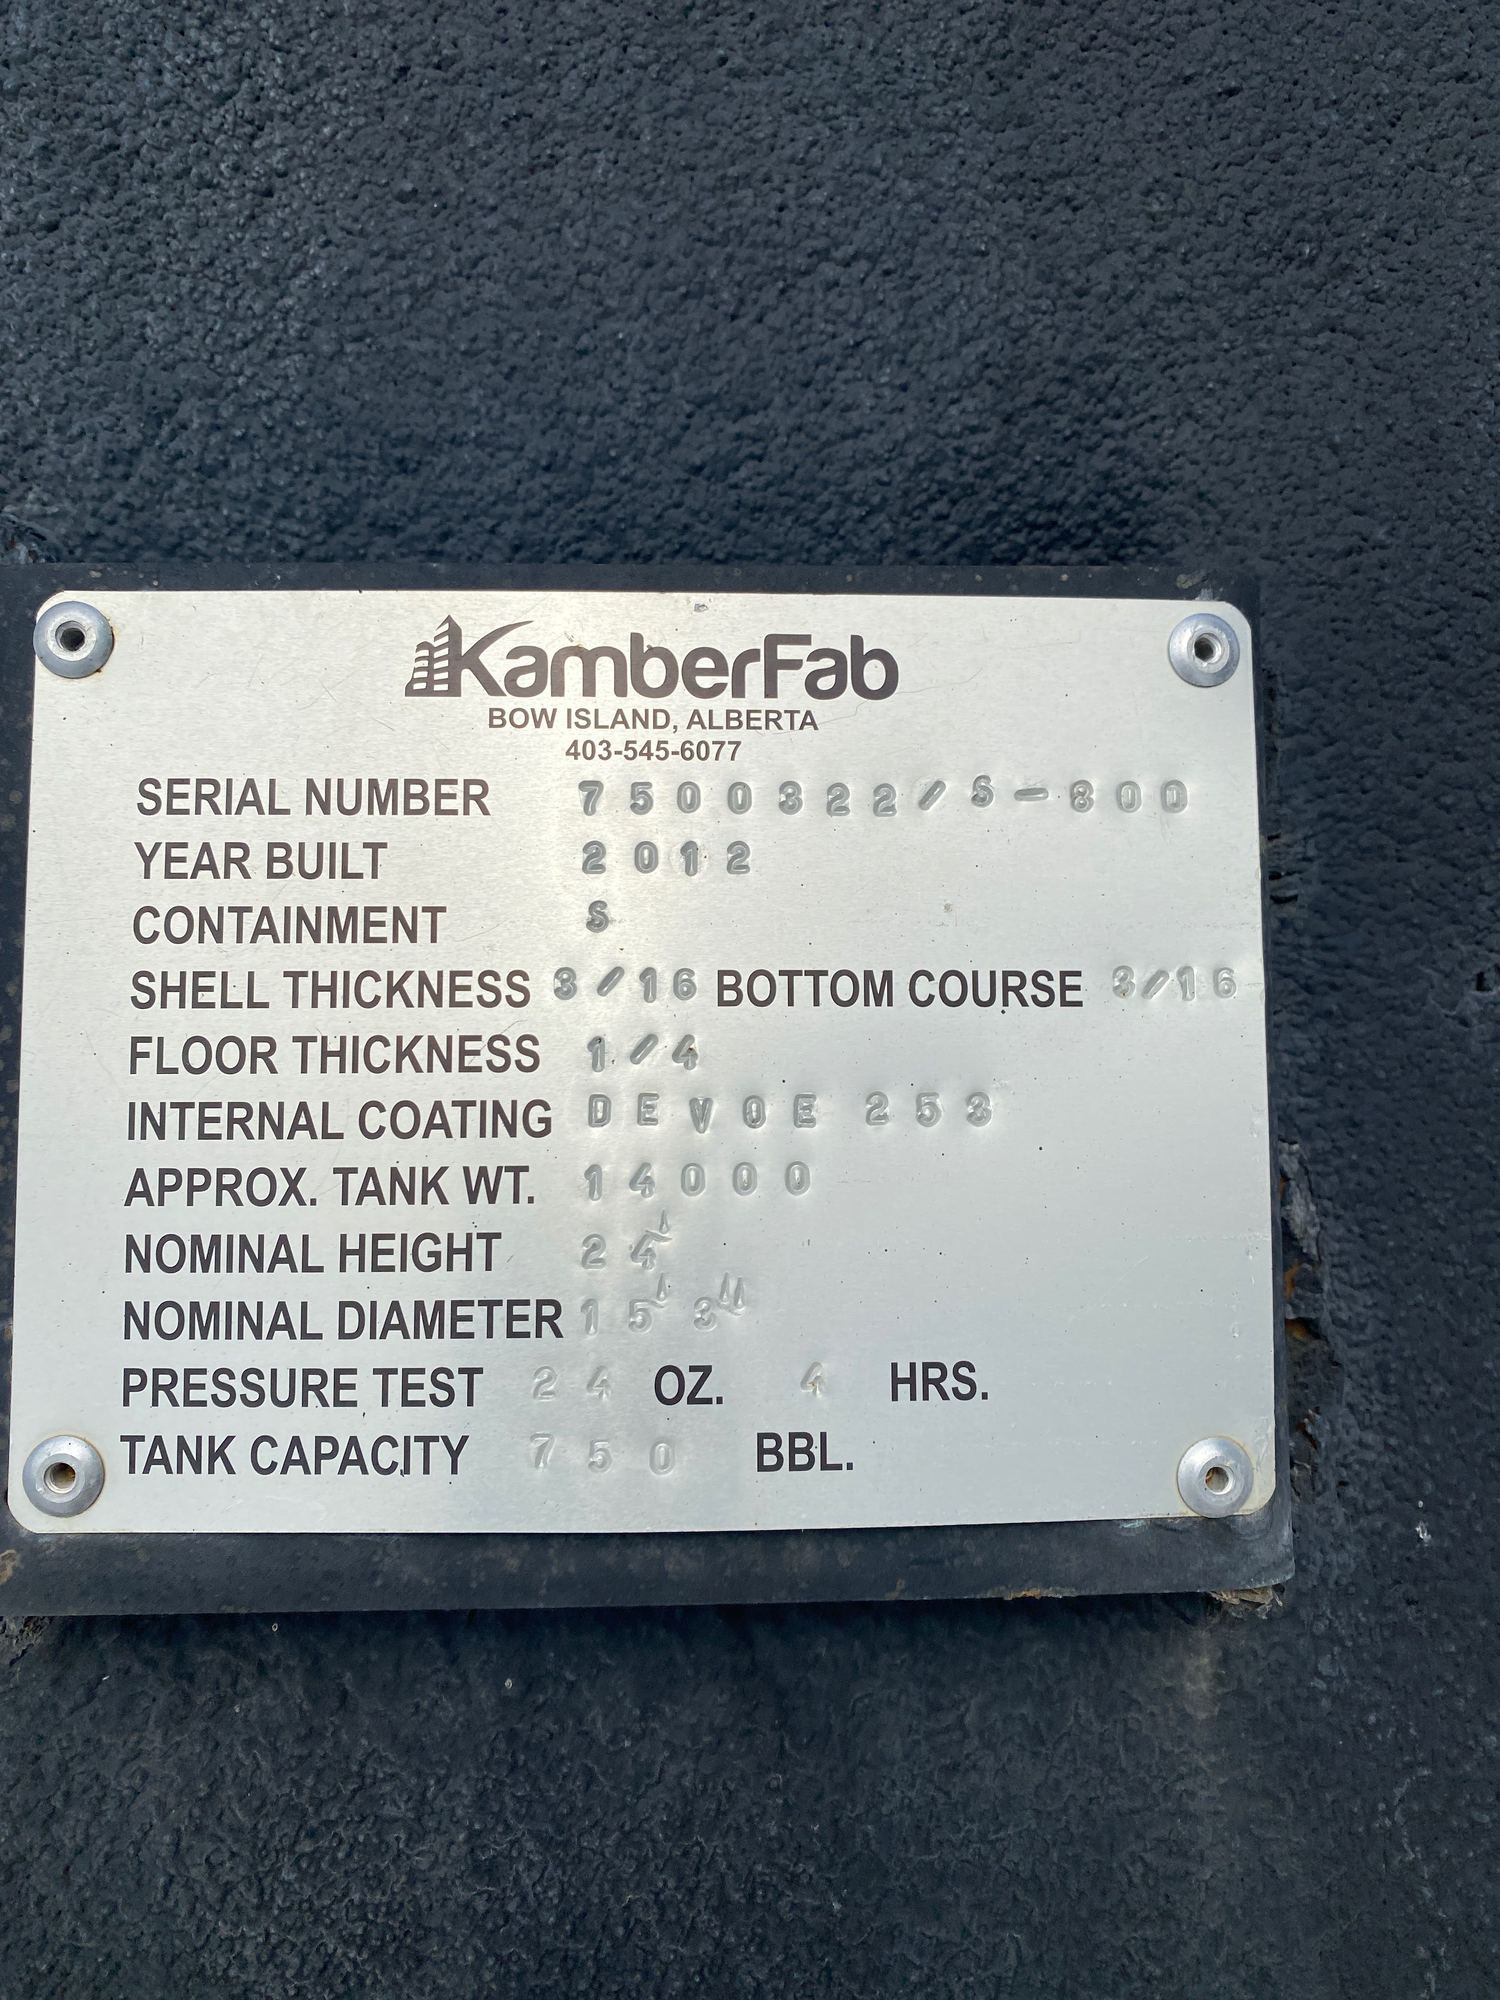 KamberFab
BOW ISLAND, ALBERTA
403-545-6077
SERIAL NUMBER 7500322/S-800
YEAR BUILT 2012
CONTAINMENT S
SHELL THICKNESS 3/16 BOTTOM COURSE 3/16
FLOOR THICKNESS 1/4
INTERNAL COATING DEVOE 253
APPROX. TANK WT. 14000
NOMINAL HEIGHT 24'
NOMINAL DIAMETER 15' 3"
PRESSURE TEST 24 OZ. 4 HRS.
TANK CAPACITY 750 BBL.